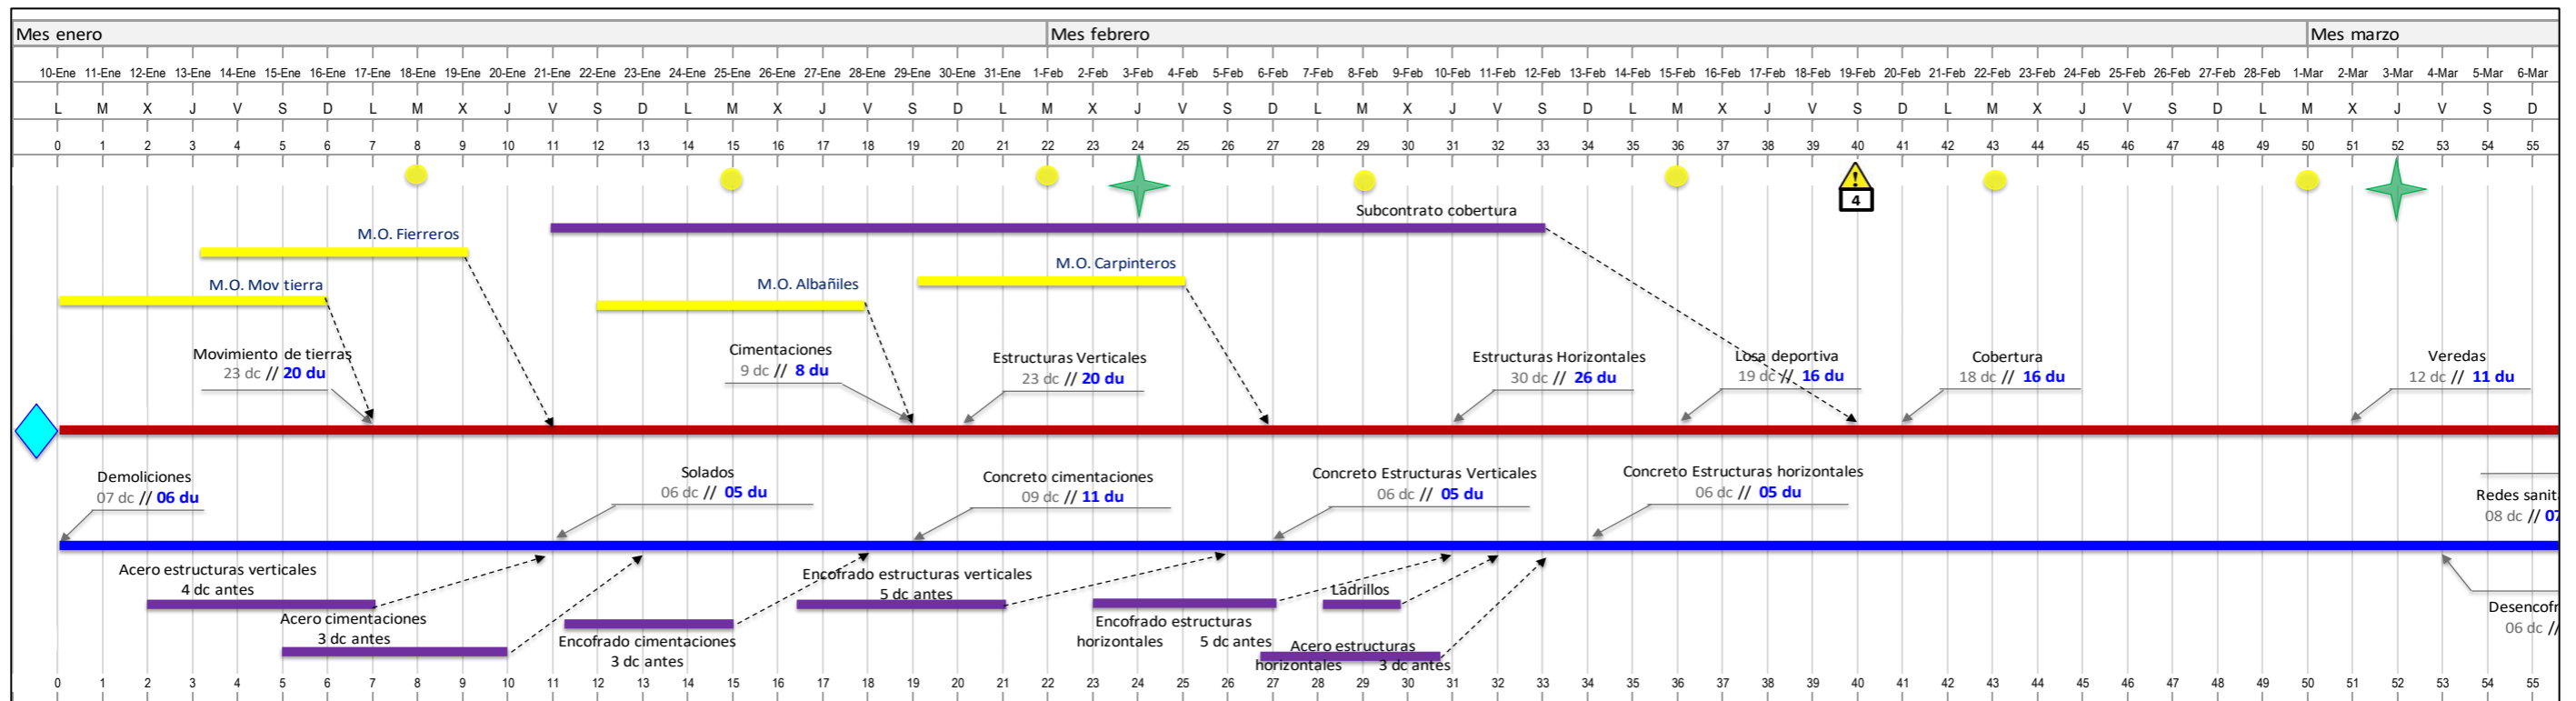 Mes enero Mes febrero Mes marzo
10-Ene 11-Ene 12-Ene 13-Ene 14-Ene 15-Ene 16-Ene 17-Ene 18-Ene 19-Ene 20-Ene 21-Ene 22-Ene 23-Ene 24-Ene 25-Ene 26-Ene 27-Ene 28-Ene 29-Ene 30-Ene 31-Ene 1-Feb 2-Feb 3-Feb 4-Feb 5-Feb 6-Feb 7-Feb 8-Feb 9-Feb 10-Feb 11-Feb 12-Feb 13-Feb 14-Feb 15-Feb 16-Feb 17-Feb 18-Feb 19-Feb 20-Feb 21-Feb 22-Feb 23-Feb 24-Feb 25-Feb 26-Feb 27-Feb 28-Feb 1-Mar 2-Mar 3-Mar 4-Mar 5-Mar 6-Mar
L M X J V S D L M X J V S D L M X J V S D L M X J V S D L M X J V S D L M X J V S D L M X J V S D L M X J V S D
0 1 2 3 4 5 6 7 8 9 10 11 12 13 14 15 16 17 18 19 20 21 22 23 24 25 26 27 28 29 30 31 32 33 34 35 36 37 38 39 40 41 42 43 44 45 46 47 48 49 50 51 52 53 54 55
4
Subcontrato cobertura
M.O. Fierreros
M.O. Carpinteros
M.O. Mov tierra
M.O. Albañiles
Movimiento de tierras
23 dc // 20 du
Cimentaciones
9 dc // 8 du
Estructuras Verticales
23 dc // 20 du
Estructuras Horizontales
30 dc // 26 du
Losa deportiva
19 dc // 16 du
Cobertura
18 dc // 16 du
Veredas
12 dc // 11 du
Demoliciones
07 dc // 06 du
Solados
06 dc // 05 du
Concreto cimentaciones
09 dc // 11 du
Concreto Estructuras Verticales
06 dc // 05 du
Concreto Estructuras horizontales
06 dc // 05 du
Redes sanit
08 dc // 07
Acero estructuras verticales
4 dc antes
Acero cimentaciones
3 dc antes
Encofrado cimentaciones
3 dc antes
Encofrado estructuras verticales
5 dc antes
Encofrado estructuras
horizontales 5 dc antes
Ladrillos
Acero estructuras
horizontales 3 dc antes
Desencofr
06 dc //
0 1 2 3 4 5 6 7 8 9 10 11 12 13 14 15 16 17 18 19 20 21 22 23 24 25 26 27 28 29 30 31 32 33 34 35 36 37 38 39 40 41 42 43 44 45 46 47 48 49 50 51 52 53 54 55